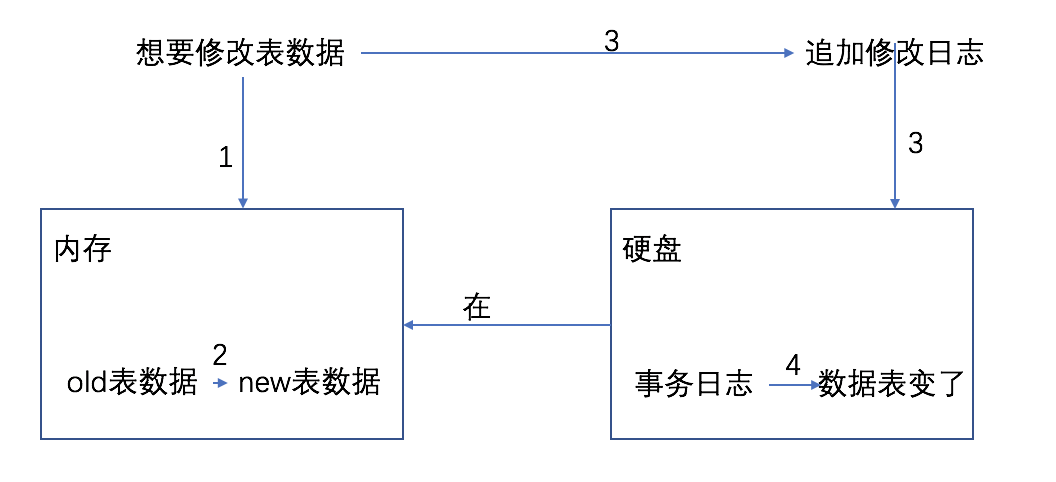 想要修改表数据
3
追加修改日志
1
3
内存
硬盘
在
2
old表数据
new表数据
4
事务日志
数据表变了